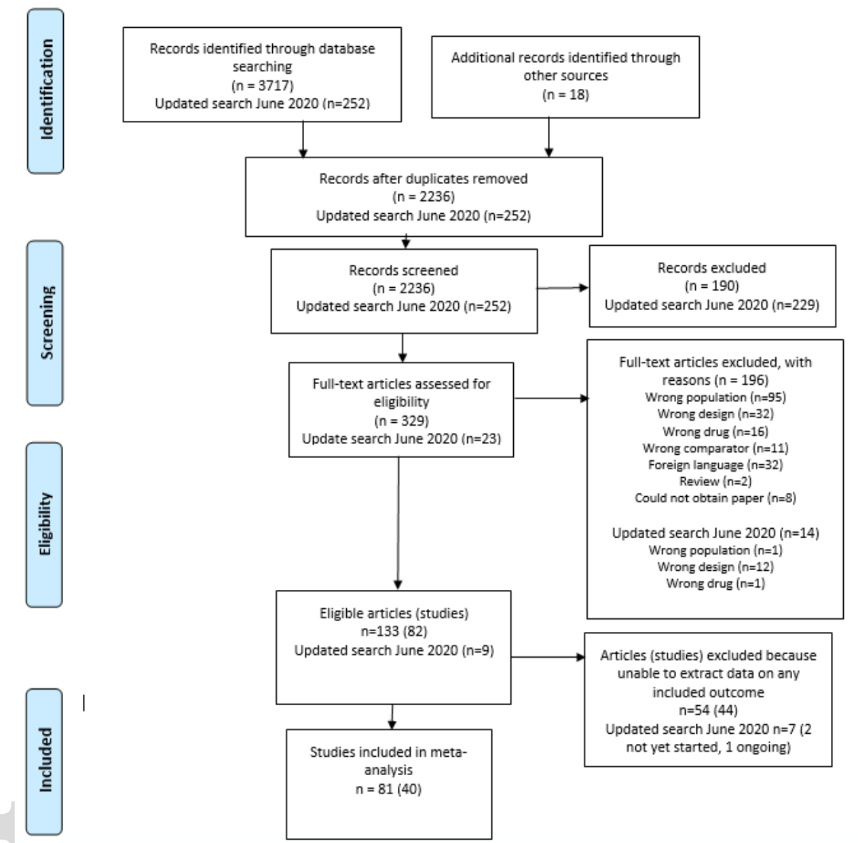 Identification
Records identified through database
searching
(n = 3717)
Updated search June 2020 (n=252)
Additional records identified through
other sources
(n = 18)
Records after duplicates removed
(n = 2236)
Updated search June 2020 (n=252)
Screening
Records screened
(n = 2236)
Updated search June 2020 (n=252)
Records excluded
(n = 190)
Updated search June 2020 (n=229)
Full-text articles assessed for
eligibility
(n = 329)
Update search June 2020 (n=23)
Full-text articles excluded, with
reasons (n = 196)
Wrong population (n=95)
Wrong design (n=32)
Wrong drug (n=16)
Wrong comparator (n=11)
Foreign language (n=32)
Review (n=2)
Could not obtain paper (n=8)
Updated search June 2020 (n=14)
Wrong population (n=1)
Wrong design (n=12)
Wrong drug (n=1)
Eligibility
Eligible articles (studies)
n=133 (82)
Updated search June 2020 (n=9)
Articles (studies) excluded because
unable to extract data on any
included outcome
n=54 (44)
Updated search June 2020 n=7 (2
not yet started, 1 ongoing)
Included
Studies included in meta-
analysis
n = 81 (40)